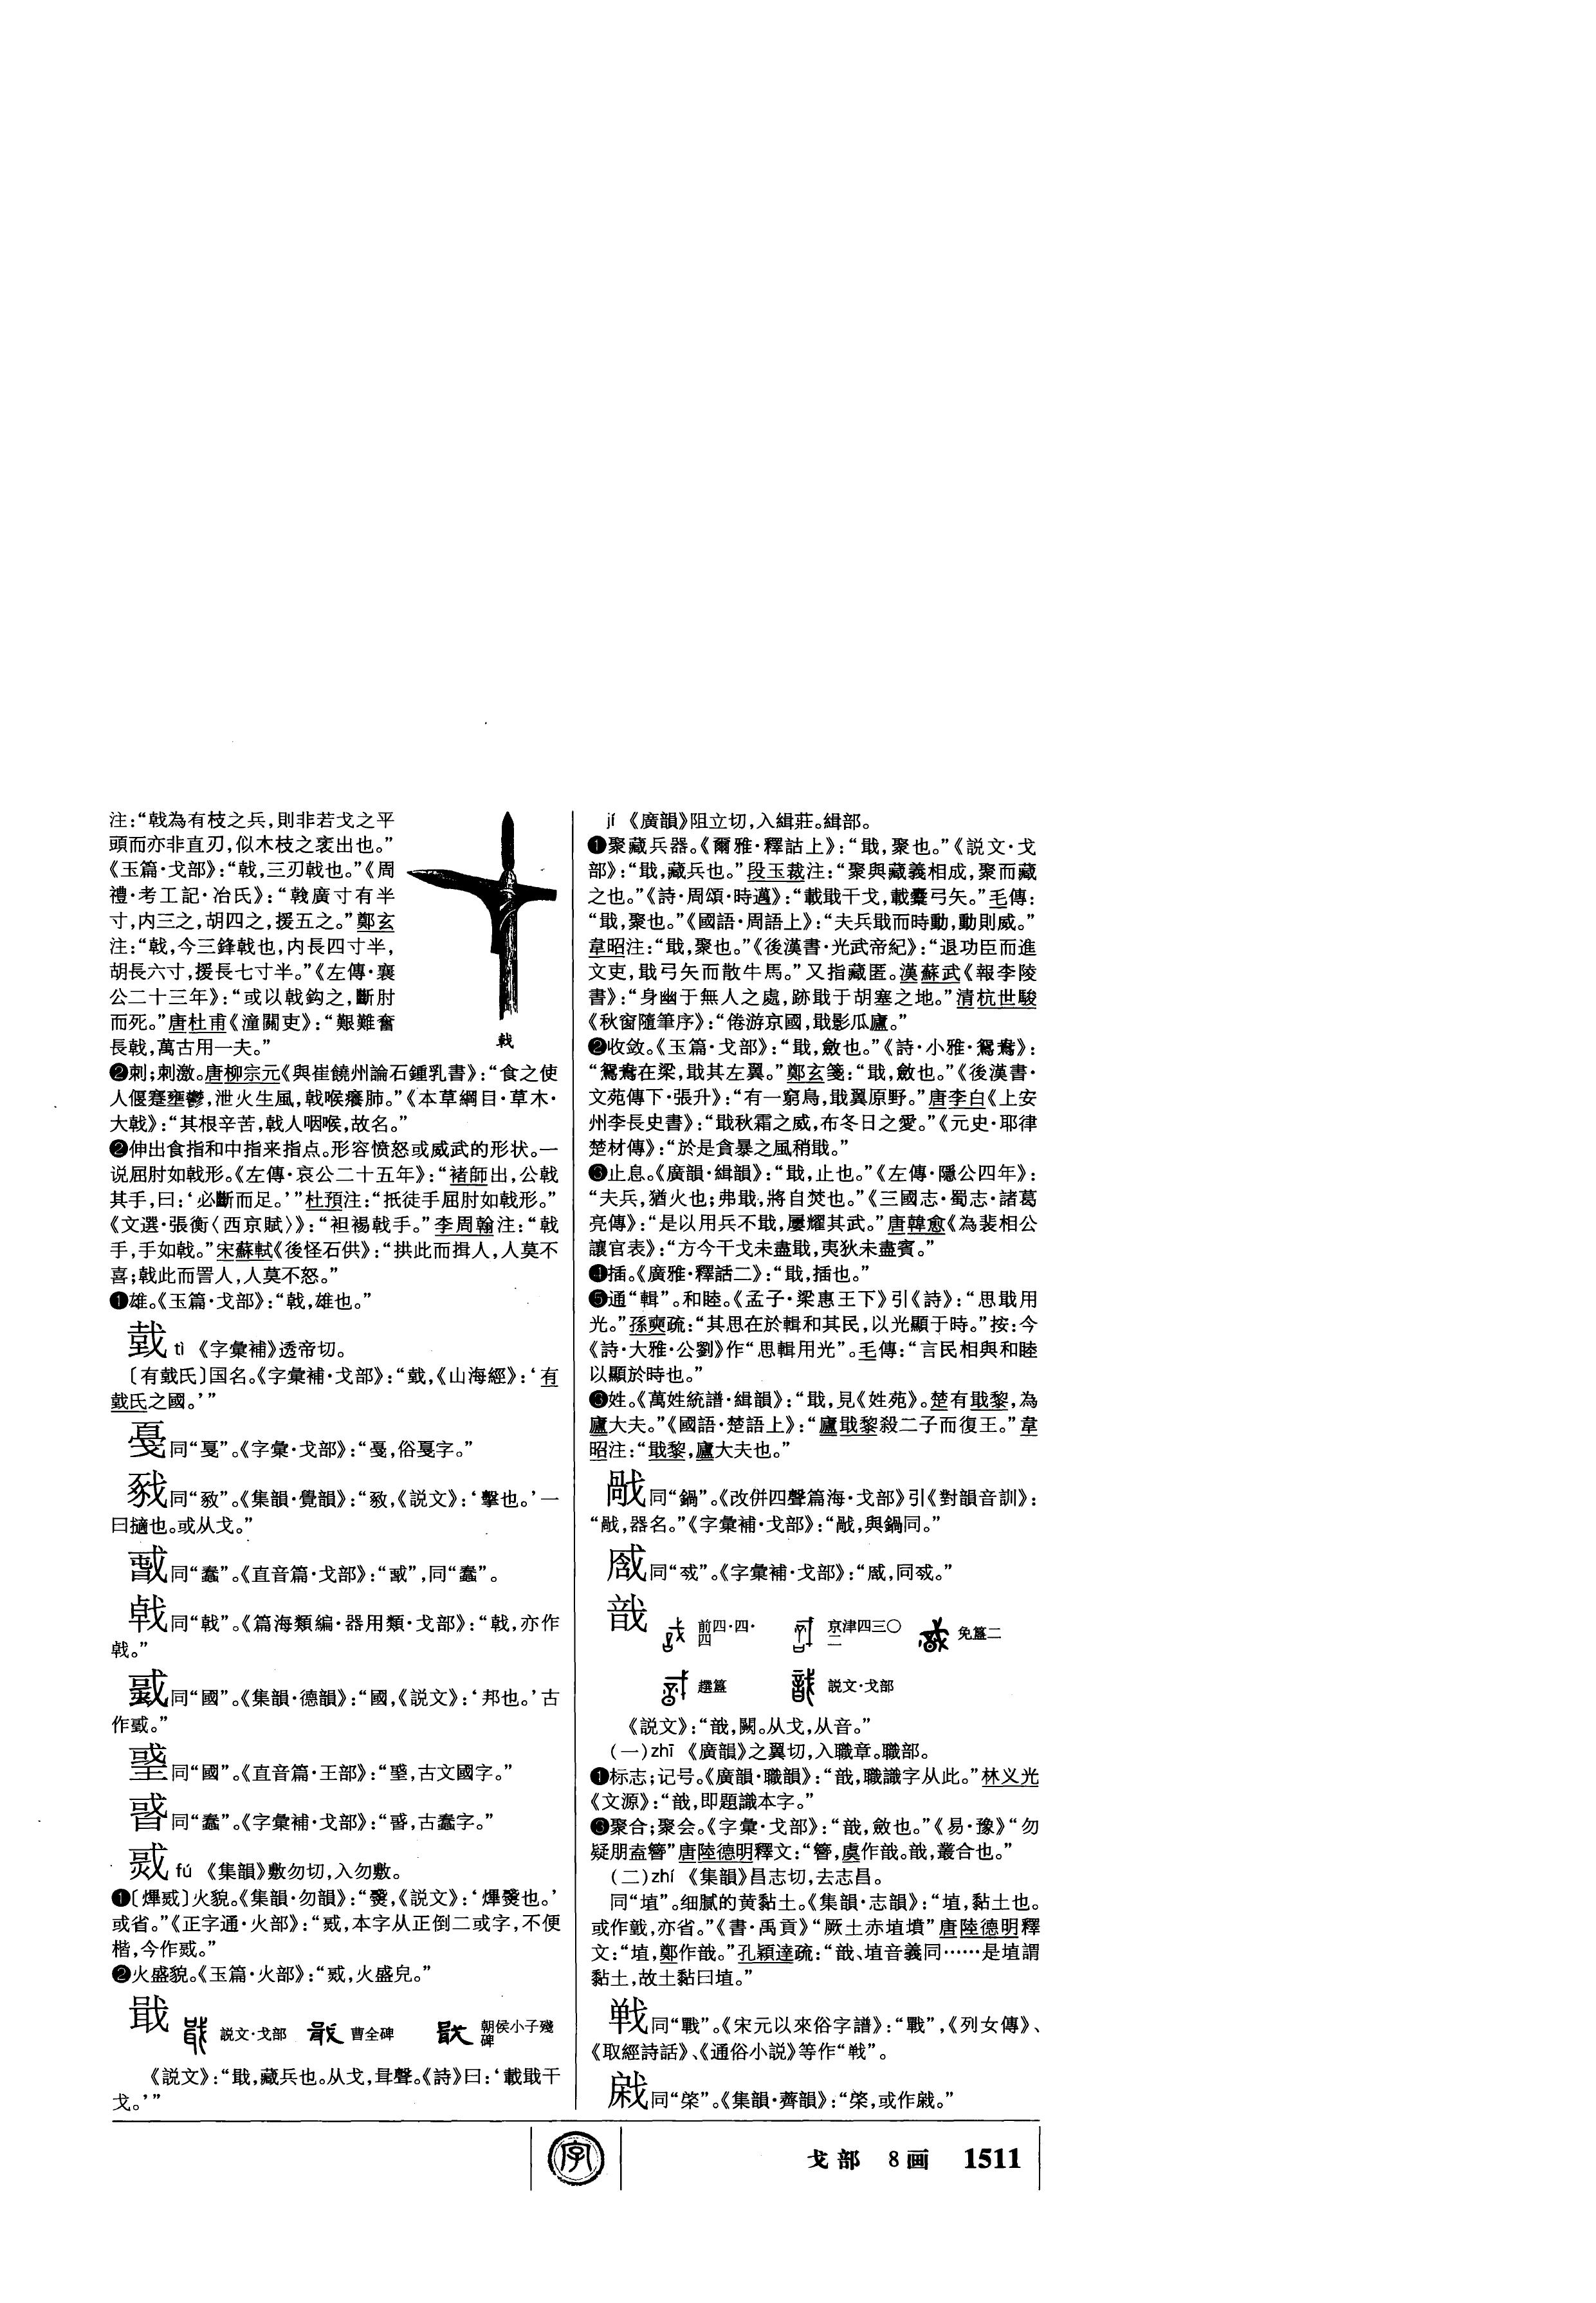 注：“戟為有枝之兵，則非若戈之平
頭而亦非直刃，似木枝之衺出也。”
《玉篇·戈部》：“戟，三刃戟也。”《周
禮·考工記·冶氏》：“戟廣寸有半
寸，内三之，胡四之，援五之。”鄭玄
注：“戟，今三鋒戟也，内長四寸半，
胡長六寸，援長七寸半。”《左傳·襄
公二十三年》：“或以戟鈎之，斷肘
而死。”唐杜甫《潼關吏》：“艱難奮
長戟，萬古用一夫。”
戟
❷刺；刺激。唐柳宗元《與崔饒州論石鍾乳書》：“食之使
人偃蹇壅鬱，泄火生風，戟喉癢肺。”《本草綱目·草木·
大戟》：“其根辛苦，戟人咽喉，故名。”
❷伸出食指和中指来指点。形容愤怒或威武的形状。一
说屈肘如戟形。《左傳·哀公二十五年》：“褚師出，公戟
其手，曰：‘必斷而足。’”杜預注：“扺徒手屈肘如戟形。”
《文選·張衡〈西京賦〉》：“袒裼戟手。”李周翰注：“戟
手，手如戟。”宋蘇軾《後怪石供》：“拱此而揖人，人莫不
喜；戟此而詈人，人莫不怒。”
❶雄。《玉篇·戈部》：“戟，雄也。”
tì 《字彙補》透帝切。
〔有戴氏〕国名。《字彙補·戈部》：“，《山海經》：‘有
氏之國。’”
戞同“戛”。《字彙·戈部》：“戞，俗戛字。”
同“敪”。《集韻·覺韻》：“，《説文》：‘擊也。’一
曰擿也。或从戈。”
同“蠢”。《直音篇·戈部》：“”，同“蠢”。
同“戟”。《篇海類編·器用類·戈部》：“戟，亦作
。”
同“國”。《集韻·德韻》：“國，《説文》：‘邦也。’古
作。”
同“國”。《直音篇·王部》：“，古文國字。”
同“蠢”。《字彙補·戈部》：“，古蠢字。”
fú 《集韻》敷勿切，入勿敷。
❶〔㷸〕火貌。《集韻·勿韻》：“，《説文》：‘㷸也。’
或省。”《正字通·火部》：“，本字从正倒二或字，不便
楷，今作。”
❷火盛貌。《玉篇·火部》：“，火盛皃。”
戢 説文·戈部 曹全碑 朝侯小子殘碑
《説文》：“戢，藏兵也。从戈，咠聲。《詩》曰：‘載戢干
戈。’”
jí 《廣韻》阻立切，入緝莊。緝部。
❶聚藏兵器。《爾雅·釋詁上》：“戢，聚也。”《説文·戈
部》：“戢，藏兵也。”段玉裁注：“聚與藏義相成，聚而藏
之也。”《詩·周頌·時邁》：“載戢干戈，載櫜弓矢。”毛傳：
“戢，聚也。”《國語·周語上》：“夫兵戢而時動，動則威。”
韋昭注：“戢，聚也。”《後漢書·光武帝紀》：“退功臣而進
文吏，戢弓矢而散牛馬。”又指藏匿。漢蘇武《報李陵
書》：“身幽于無人之處，跡戢于胡塞之地。”清杭世駿
《秋窗隨筆序》：“倦游京國，戢影瓜廬。”
❷收敛。《玉篇·戈部》：“戢，斂也。”《詩·小雅·鴛鴦》：
“鴛鴦在梁，戢其左翼。”鄭玄箋：“戢，斂也。”《後漢書·
文苑傳下·張升》：“有一窮鳥，戢翼原野。”唐李白《上安
州李長史書》：“戢秋霜之威，布冬日之愛。”《元史·耶律
楚材傳》：“於是貪暴之風稍戢。”
❸止息。《廣韻·緝韻》：“戢，止也。”《左傳·隱公四年》：
“夫兵，猶火也；弗戢，將自焚也。”《三國志·蜀志·諸葛
亮傳》：“是以用兵不戢，屢耀其武。”唐韓愈《為裴相公
讓官表》：“方今干戈未盡戢，夷狄未盡賓。”
❹插。《廣雅·釋詁二》：“戢，插也。”
❺通“輯”。和睦。《孟子·梁惠王下》引《詩》：“思戢用
光。”孫奭疏：“其思在於輯和其民，以光顯于時。”按：今
《詩·大雅·公劉》作“思輯用光”。毛傳：“言民相與和睦
以顯於時也。”
❻姓。《萬姓統譜·緝韻》：“戢，見《姓苑》。楚有戢黎，為
廬大夫。”《國語·楚語上》：“廬戢黎殺二子而復王。”韋
昭注：“戢黎，廬大夫也。”
同“鍋”。《改併四聲篇海·戈部》引《對韻音訓》：
“，器名。”《字彙補·戈部》：“，與鍋同。”
同“戜”。《字彙補·戈部》：“，同戜。”
戠 前四·四·四 京津四三〇二 免簋二
趩簋 説文·戈部
《説文》：“戠，闕。从戈，从音。”
（一）zhī 《廣韻》之翼切，入職章。職部。
❶标志；记号。《廣韻·職韻》：“戠，職識字从此。”林义光
《文源》：“戠，即題識本字。”
❸聚合；聚会。《字彙·戈部》：“戠，斂也。”《易·豫》“勿
疑朋盍簪”唐陸德明釋文：“簪，虞作戠。戠，叢合也。”
（二）zhí 《集韻》昌志切，去志昌。
同“埴”。细腻的黄黏土。《集韻·志韻》：“埴，黏土也。
或作，亦省。”《書·禹貢》“厥土赤埴墳”唐陸德明釋
文：“埴，鄭作戠。”孔穎達疏：“戠、埴音義同……是埴謂
黏土，故土黏曰埴。”
戦同“戰”。《宋元以來俗字譜》：“戰”，《列女傳》、
《取經詩話》、《通俗小説》等作“戦”。
同“棨”。《集韻·薺韻》：“棨，或作。”
字
戈部 8画 1511